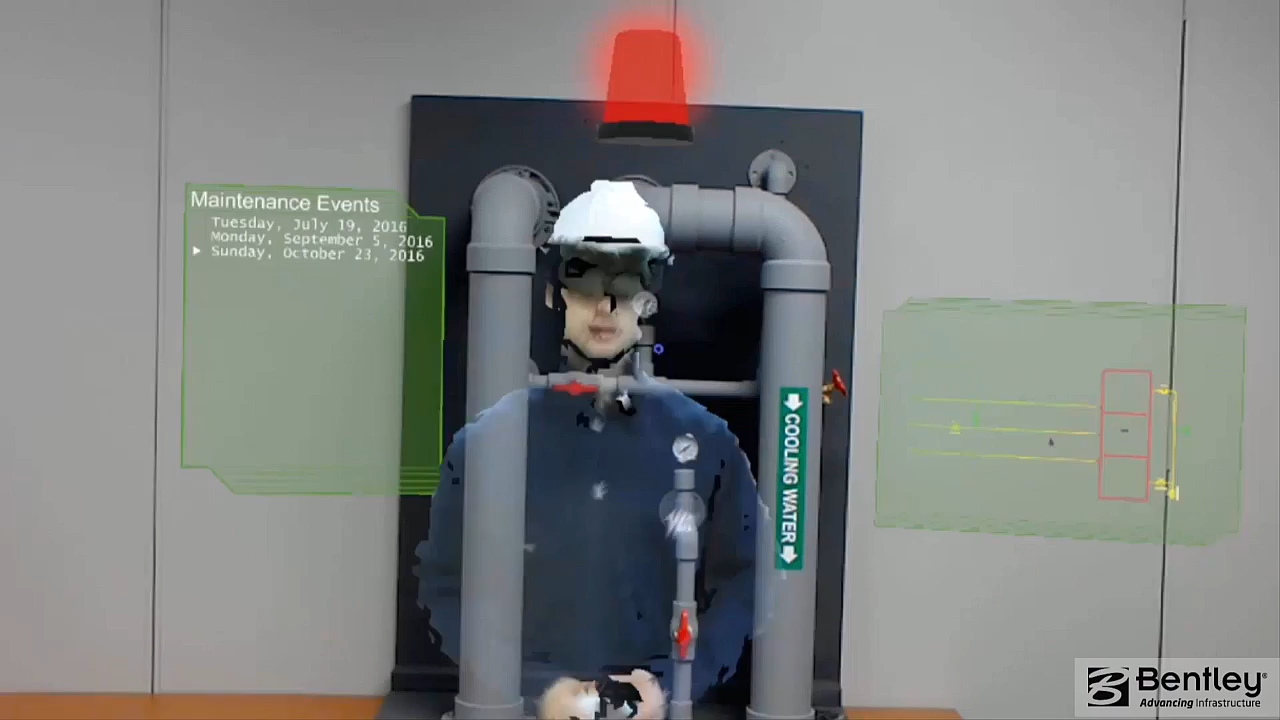 Maintenance Events
Tuesday, July 19, 2016
Monday, September 5, 2016
Sunday, October 23, 2016
COOLING WATER
Bentley®
Advancing Infrastructure